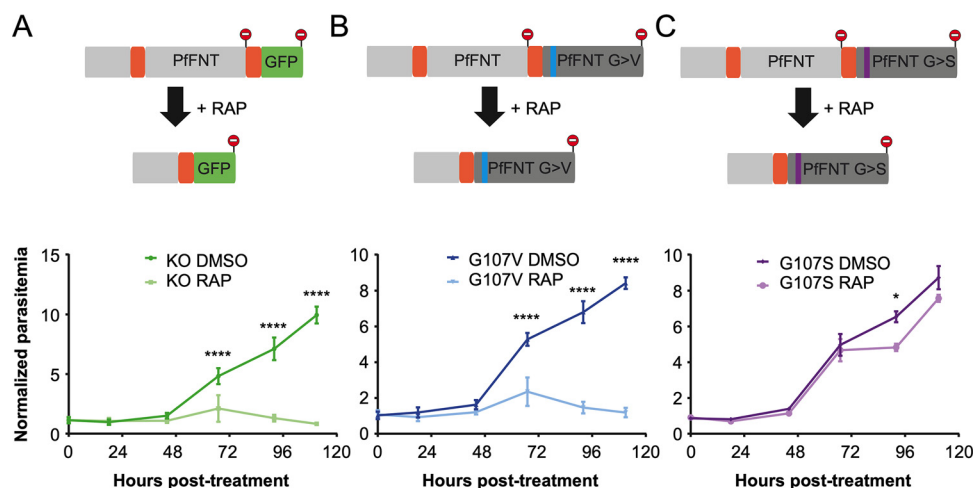 A
B
C
PfFNT
GFP
PfFNT
PfFNT G>V
PfFNT
PfFNT G>S
+ RAP
+ RAP
+ RAP
GFP
PfFNT G>V
PfFNT G>S
Normalized parasitemia
15
10
5
0
KO DMSO
KO RAP
****
****
****
0
24
48
72
96
120
Hours post-treatment
10
8
6
4
2
0
G107V DMSO
G107V RAP
****
****
****
0
24
48
72
96
120
Hours post-treatment
10
8
6
4
2
0
G107S DMSO
G107S RAP
*
0
24
48
72
96
120
Hours post-treatment